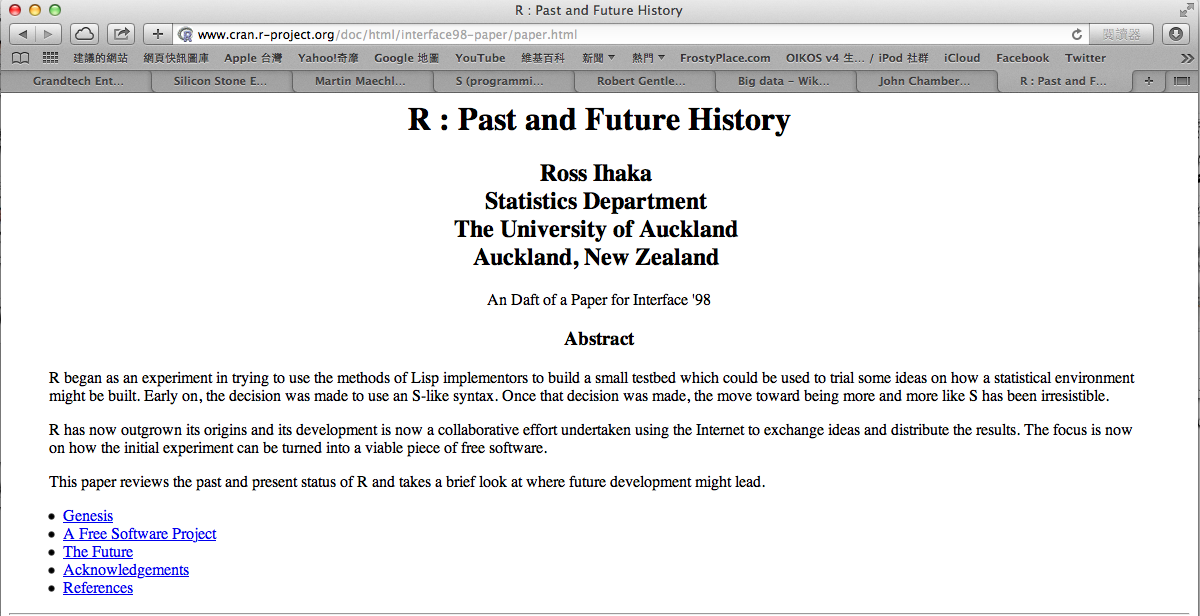 R : Past and Future History
www.cran.r-project.org/doc/html/interface98-paper/paper.html
閱讀器
建議的網站 網頁快訊圖庫 Apple 台灣 Yahoo!奇摩 Google 地圖 YouTube 維基百科 新聞 熱門 FrostyPlace.com OIKOS v4 生... / iPod 社群 iCloud Facebook Twitter
Grandtech Ent... Silicon Stone E... Martin Maechl... S (programmi... Robert Gentle... Big data – Wik... John Chamber... R : Past and F...
R : Past and Future History
Ross Ihaka
Statistics Department
The University of Auckland
Auckland, New Zealand
An Daft of a Paper for Interface '98
Abstract
R began as an experiment in trying to use the methods of Lisp implementors to build a small testbed which could be used to trial some ideas on how a statistical environment
might be built. Early on, the decision was made to use an S-like syntax. Once that decision was made, the move toward being more and more like S has been irresistible.
R has now outgrown its origins and its development is now a collaborative effort undertaken using the Internet to exchange ideas and distribute the results. The focus is now
on how the initial experiment can be turned into a viable piece of free software.
This paper reviews the past and present status of R and takes a brief look at where future development might lead.
Genesis
A Free Software Project
The Future
Acknowledgements
References